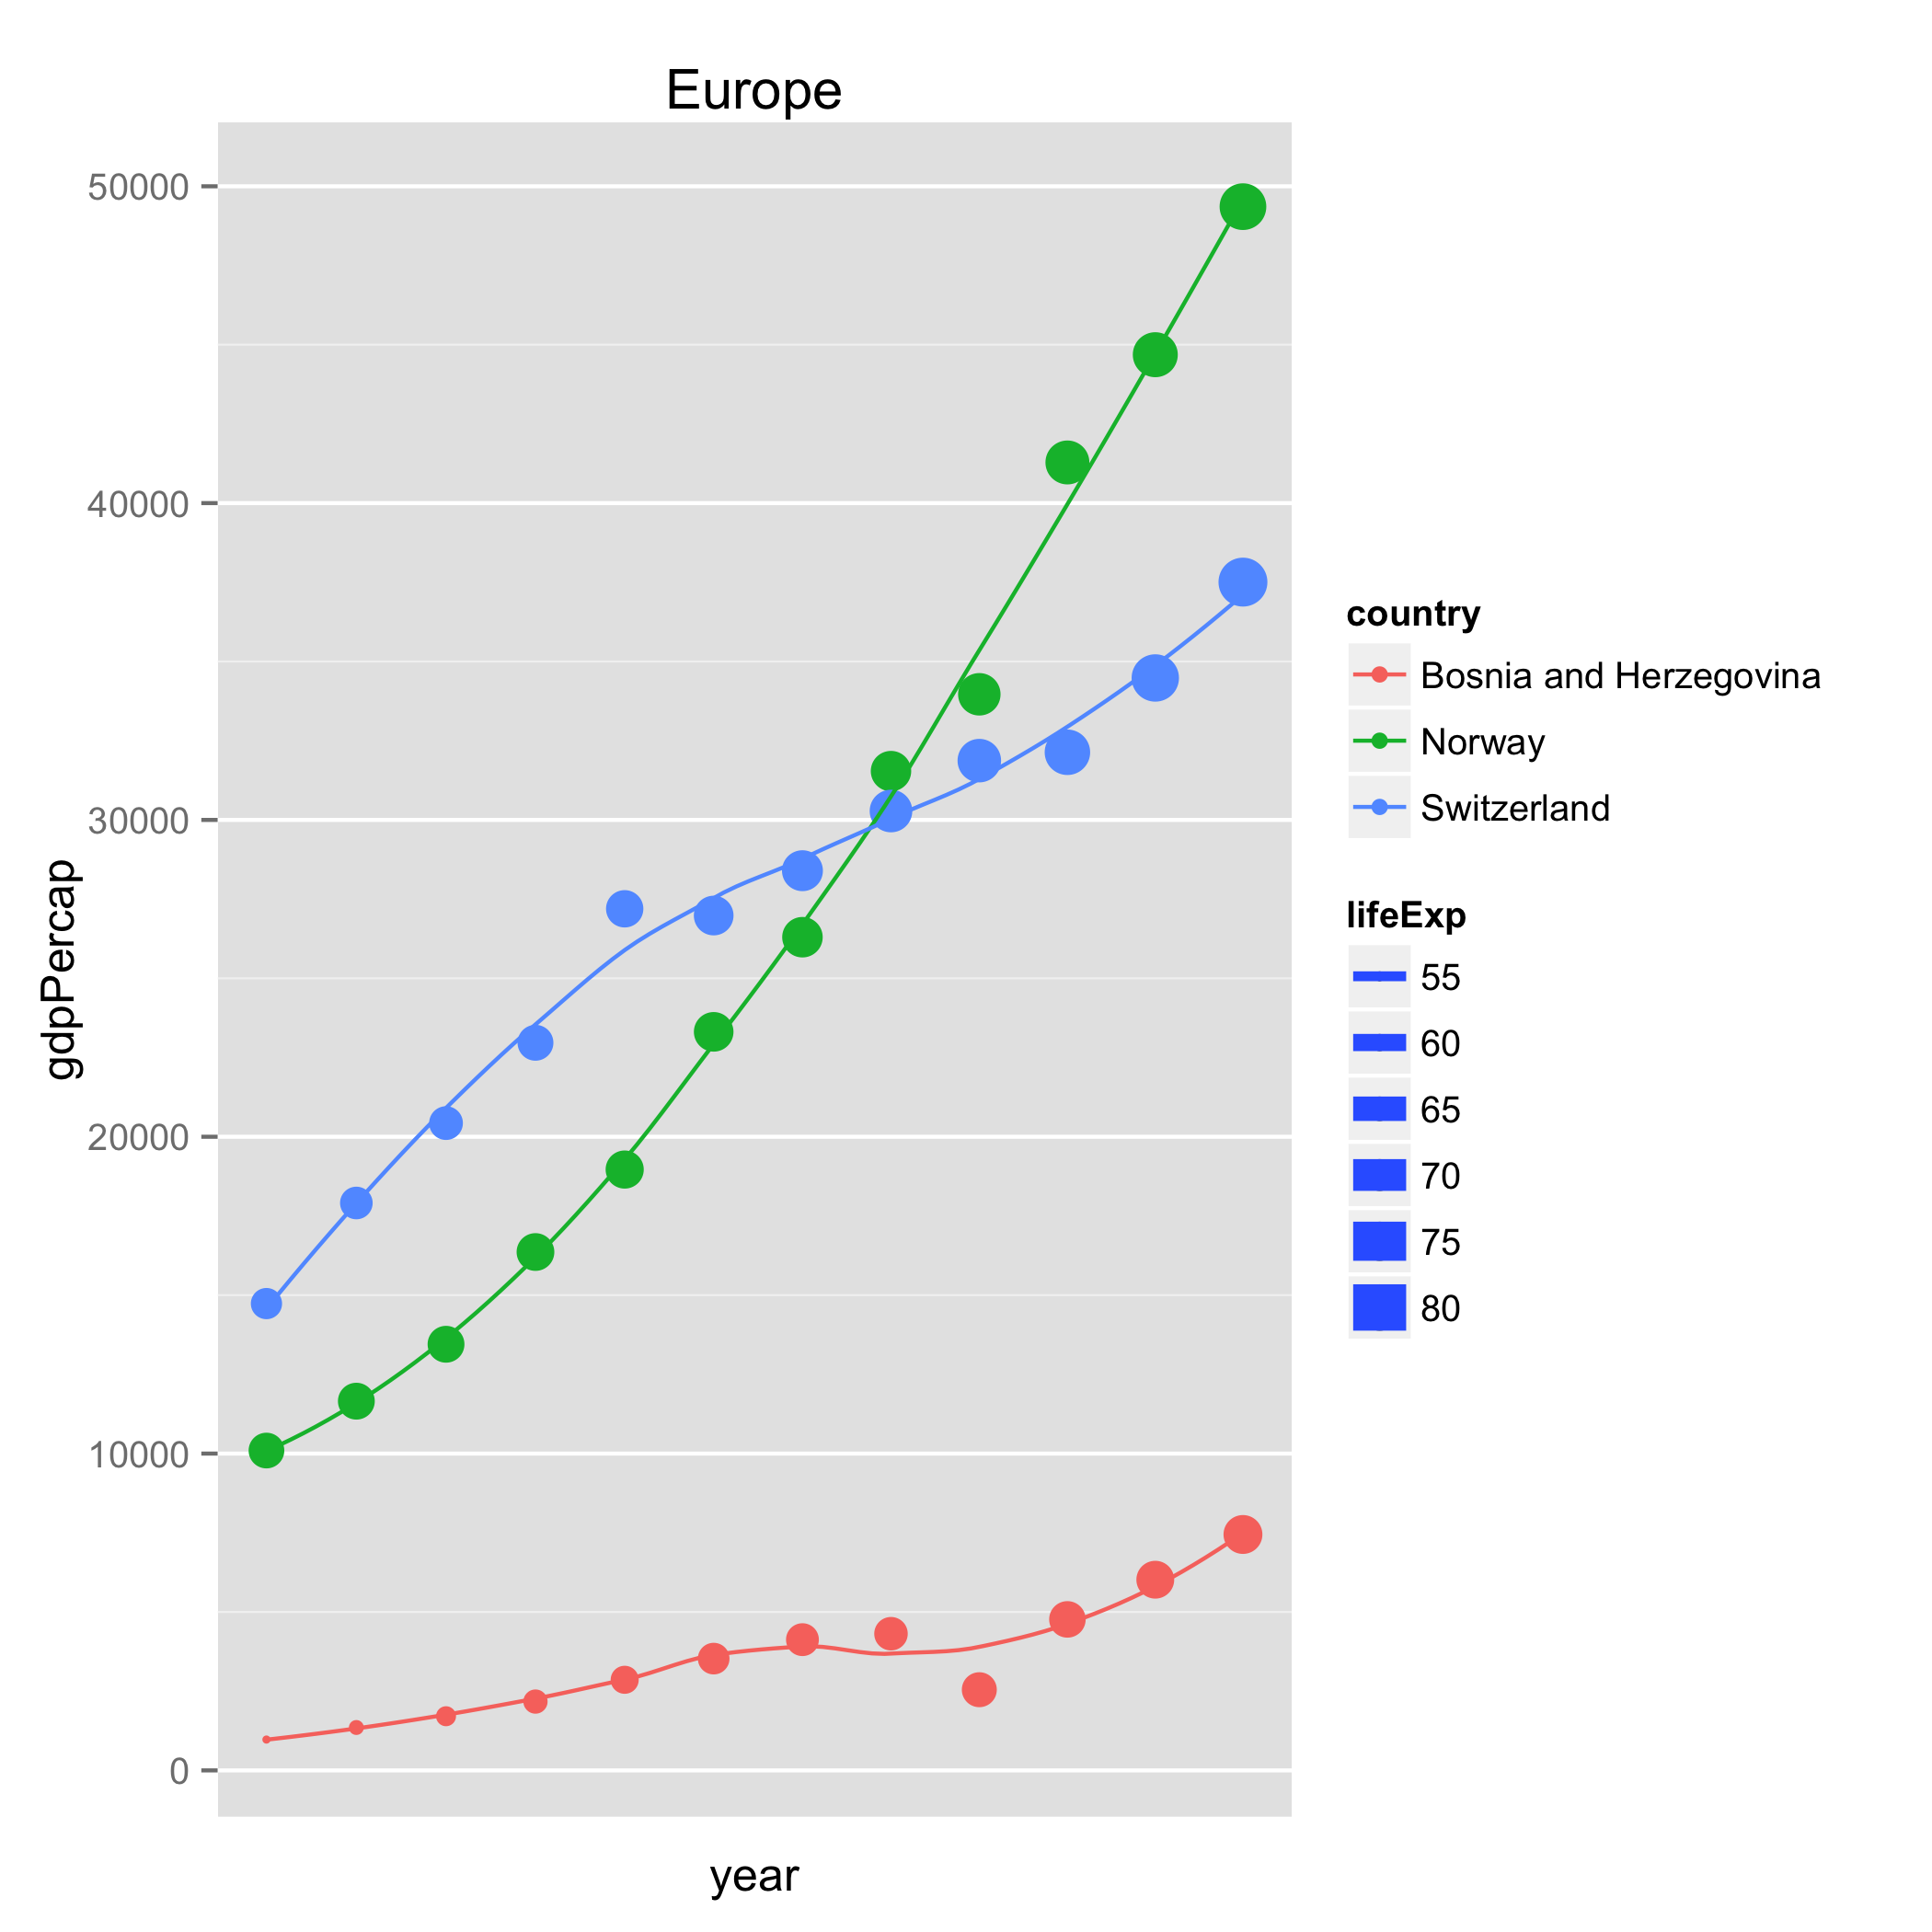 Europe
50000
40000
30000
20000
10000
0
gdpPercap
year
country
Bosnia and Herzegovina
Norway
Switzerland
lifeExp
55
60
65
70
75
80